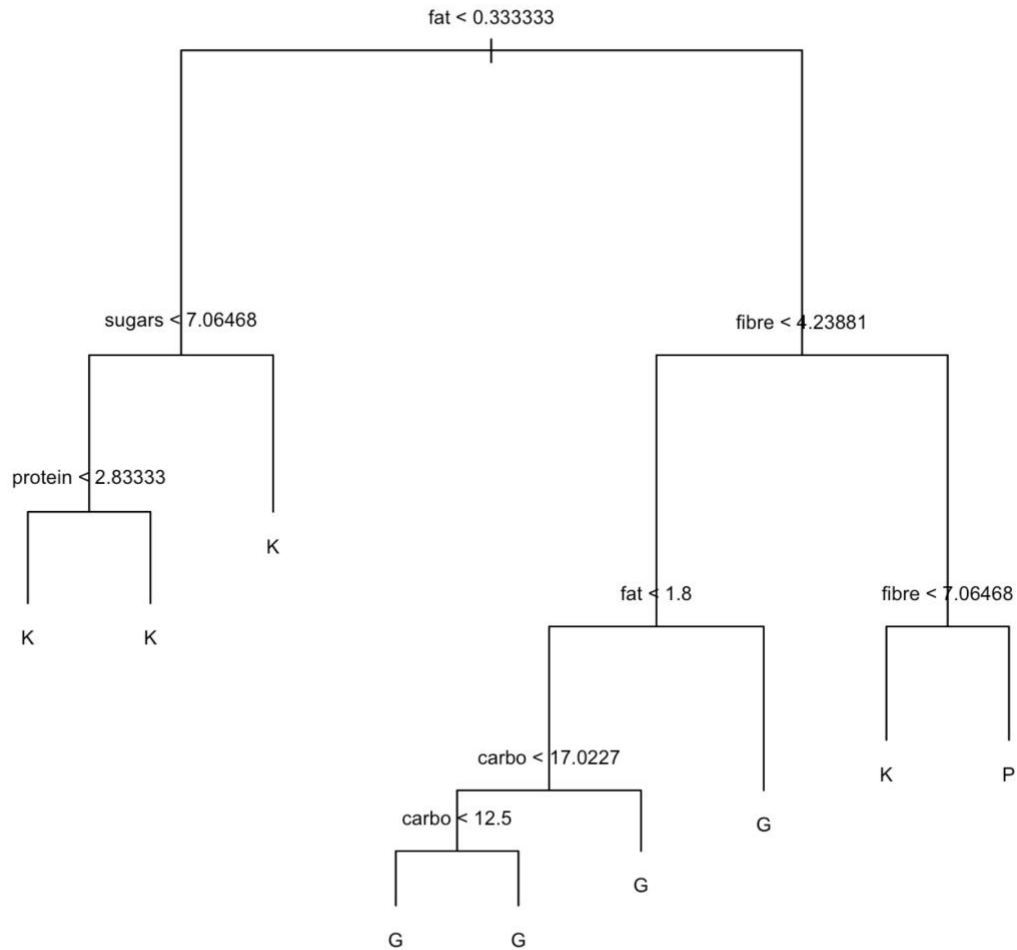 fat < 0.333333
sugars < 7.06468
fibre < 4.23881
protein < 2.83333
K
fat < 1.8
fibre < 7.06468
K
K
carbo < 17.0227
K
P
carbo < 12.5
G
G
G
G